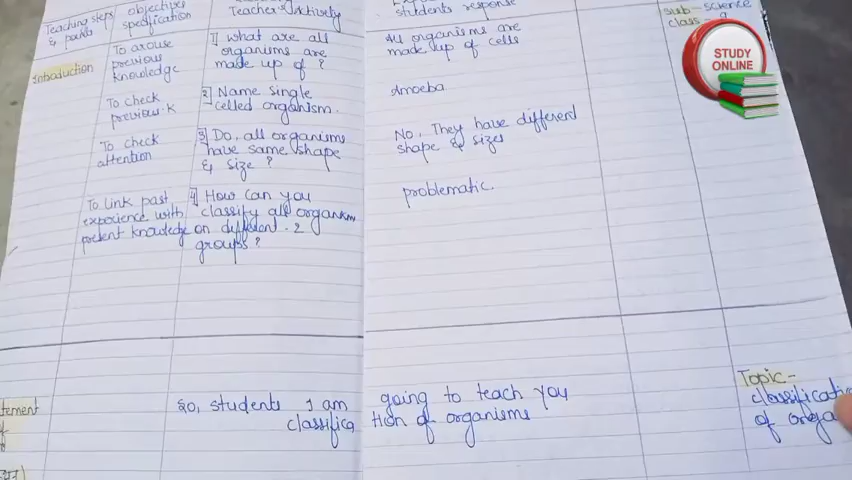 Teaching steps
& points
objectives
specification
Teacher's Activity
students response
sub - science
class - 9
STUDY
ONLINE
Introduction
To arouse
previous
knowledge
1] what are all
organisms are
made up of ?
All organisms are
made up of cells
To check
previous . K
2] Name single
celled organism.
Amoeba
To check
attention
3] Do, all organisms
have same shape
& size ?
No, They have different
shape & sizes
To link past
experience with
present knowledge
4] How can you
classify all organism
on different - 2
groups ?
problematic.
tement
So, students I am going to teach you
classification of organisms
Topic -
classificati
of orga